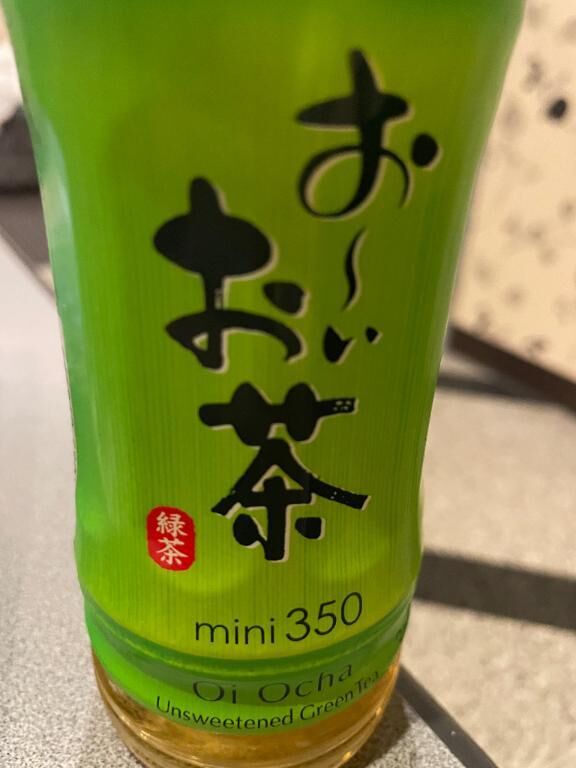 お～い
お茶
緑茶
mini 350
Oi Ocha
Unsweetened Green Tea